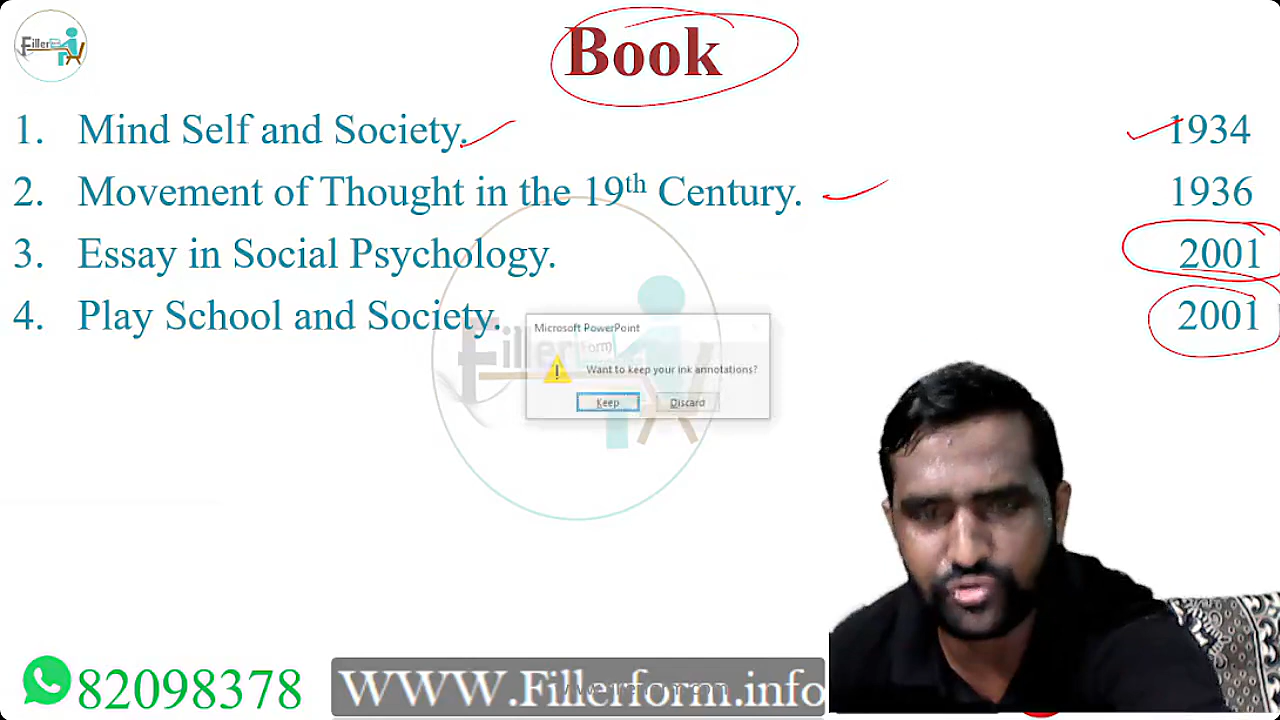 Filler
Book
1. Mind Self and Society. 1934
2. Movement of Thought in the 19th Century. 1936
3. Essay in Social Psychology. 2001
4. Play School and Society. 2001
Microsoft PowerPoint
Want to keep your ink annotations?
Keep Discard
82098378 WWW.Fillerform.info